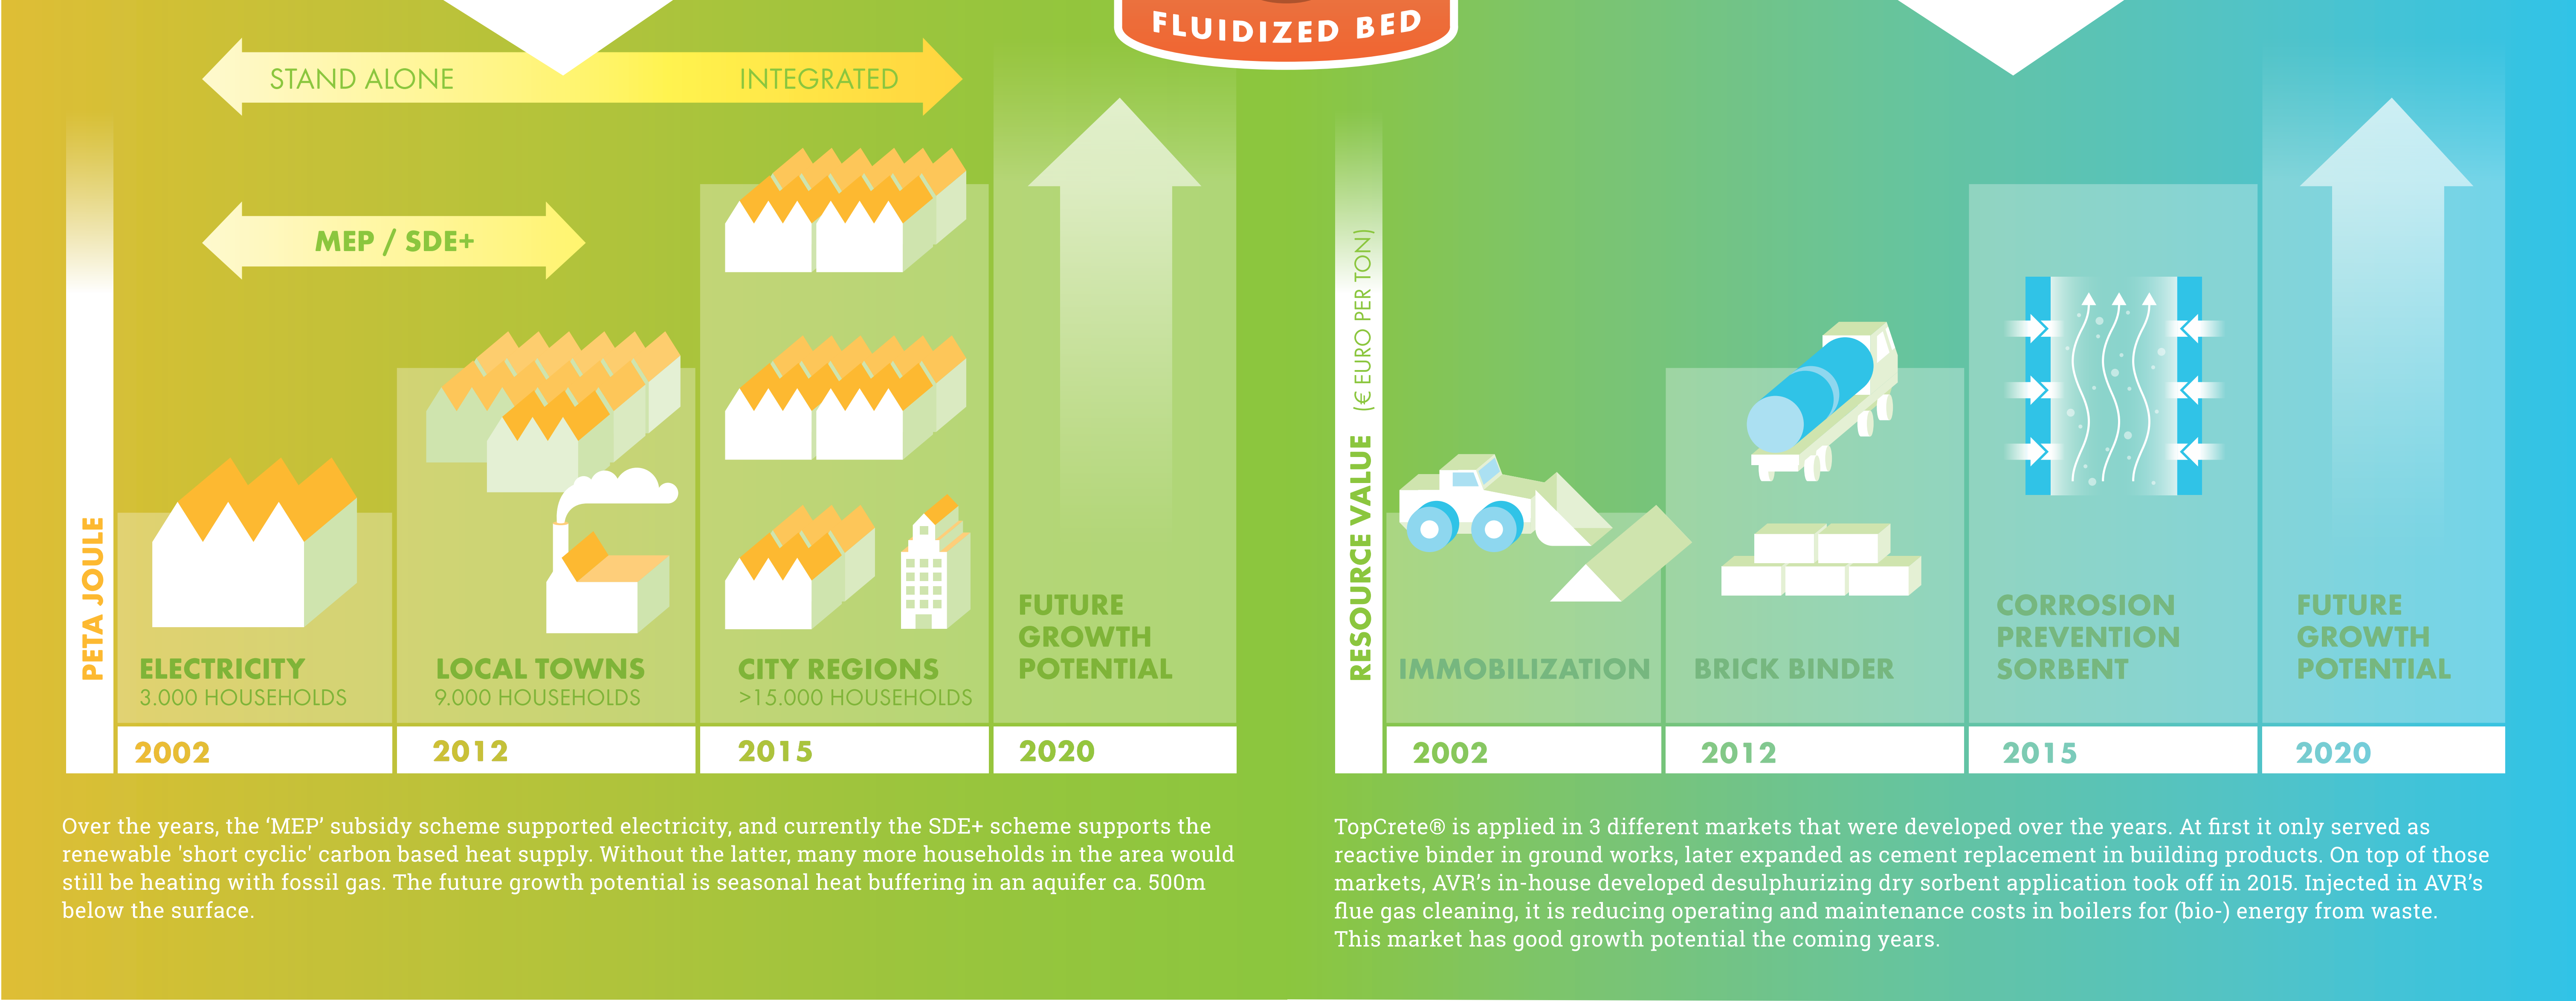 FLUIDIZED BED
STAND ALONE
INTEGRATED
MEP / SDE+
PETA JOULE
ELECTRICITY
3.000 HOUSEHOLDS
LOCAL TOWNS
9.000 HOUSEHOLDS
CITY REGIONS
>15.000 HOUSEHOLDS
FUTURE
GROWTH
POTENTIAL
2002
2012
2015
2020
Over the years, the ‘MEP’ subsidy scheme supported electricity, and currently the SDE+ scheme supports the
renewable 'short cyclic' carbon based heat supply. Without the latter, many more households in the area would
still be heating with fossil gas. The future growth potential is seasonal heat buffering in an aquifer ca. 500m
below the surface.
RESOURCE VALUE (€ EURO PER TON)
IMMOBILIZATION
BRICK BINDER
CORROSION
PREVENTION
SORBENT
FUTURE
GROWTH
POTENTIAL
2002
2012
2015
2020
TopCrete® is applied in 3 different markets that were developed over the years. At first it only served as
reactive binder in ground works, later expanded as cement replacement in building products. On top of those
markets, AVR’s in-house developed desulphurizing dry sorbent application took off in 2015. Injected in AVR’s
flue gas cleaning, it is reducing operating and maintenance costs in boilers for (bio-) energy from waste.
This market has good growth potential the coming years.